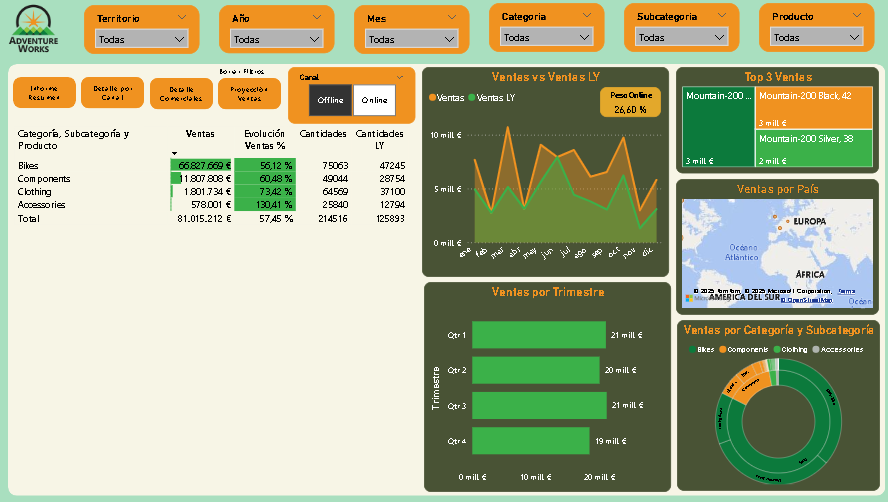 ADVENTURE
WORKS
Territorio
Todas
Año
Todas
Mes
Todas
Categoria
Todas
Subcategoria
Todas
Producto
Todas
Borrar Filtros
Informe
Resumen
Detalle por
Canal
Detalle
Comerciales
Proyección
Ventas
Canal
Offline
Online
Categoría, Subcategoría y
Producto
Ventas
Evolución
Ventas %
Cantidades
Cantidades
LY
Bikes 66.827.669 € 56,12 % 75063 47245
Components 11.807.808 € 60,48 % 49044 28754
Clothing 1.801.734 € 73,42 % 64569 37100
Accessories 578.001 € 130,41 % 25840 12794
Total 81.015.212 € 57,45 % 214516 125893
Ventas vs Ventas LY
Ventas
Ventas LY
Peso Online
26,60 %
10 mill €
5 mill €
0 mill €
ene feb mar abr may jun jul ago sep oct nov dic
Ventas por Trimestre
Trimestre
Qtr 1 21 mill €
Qtr 2 20 mill €
Qtr 3 21 mill €
Qtr 4 19 mill €
0 mill € 10 mill € 20 mill €
Top 3 Ventas
Mountain-200 ...
3 mill €
Mountain-200 Black, 42
3 mill €
Mountain-200 Silver, 38
2 mill €
Ventas por País
EUROPA
Océano
Atlántico
ÁFRICA
AMÉRICA DEL SUR
Océan
© 2025 TomTom, © 2025 Microsoft Corporation, Terms
© OpenStreetMap
Ventas por Categoría y Subcategoría
Bikes Components Clothing Accessories